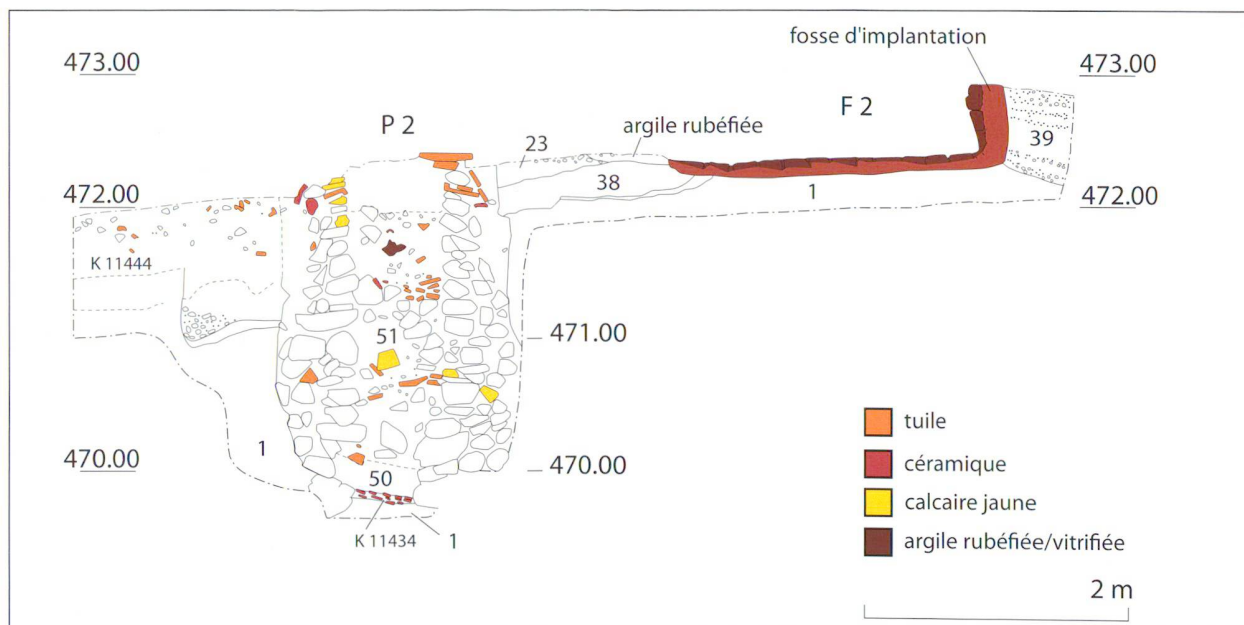 fosse d'implantation
473.00
473.00
P 2
F 2
23
argile rubéfiée
39
38
472.00
1
472.00
K 11444
51
471.00
tuile
470.00
1
470.00
céramique
50
calcaire jaune
K 11434
1
argile rubéfiée/vitrifiée
2 m